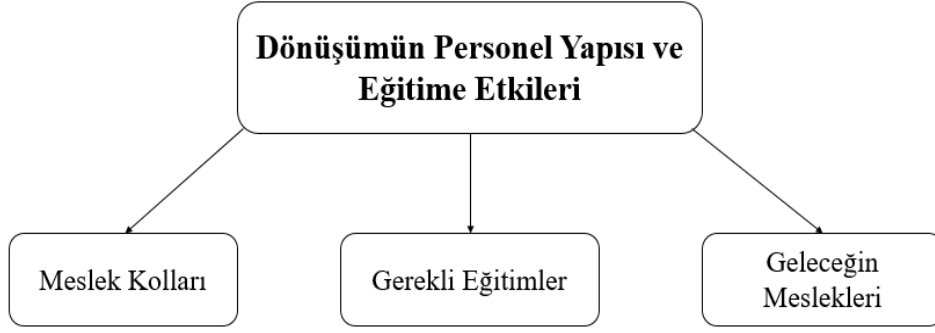 Dönüşümün Personel Yapısı ve
Eğitime Etkileri
Meslek Kolları
Gerekli Eğitimler
Geleceğin
Meslekleri